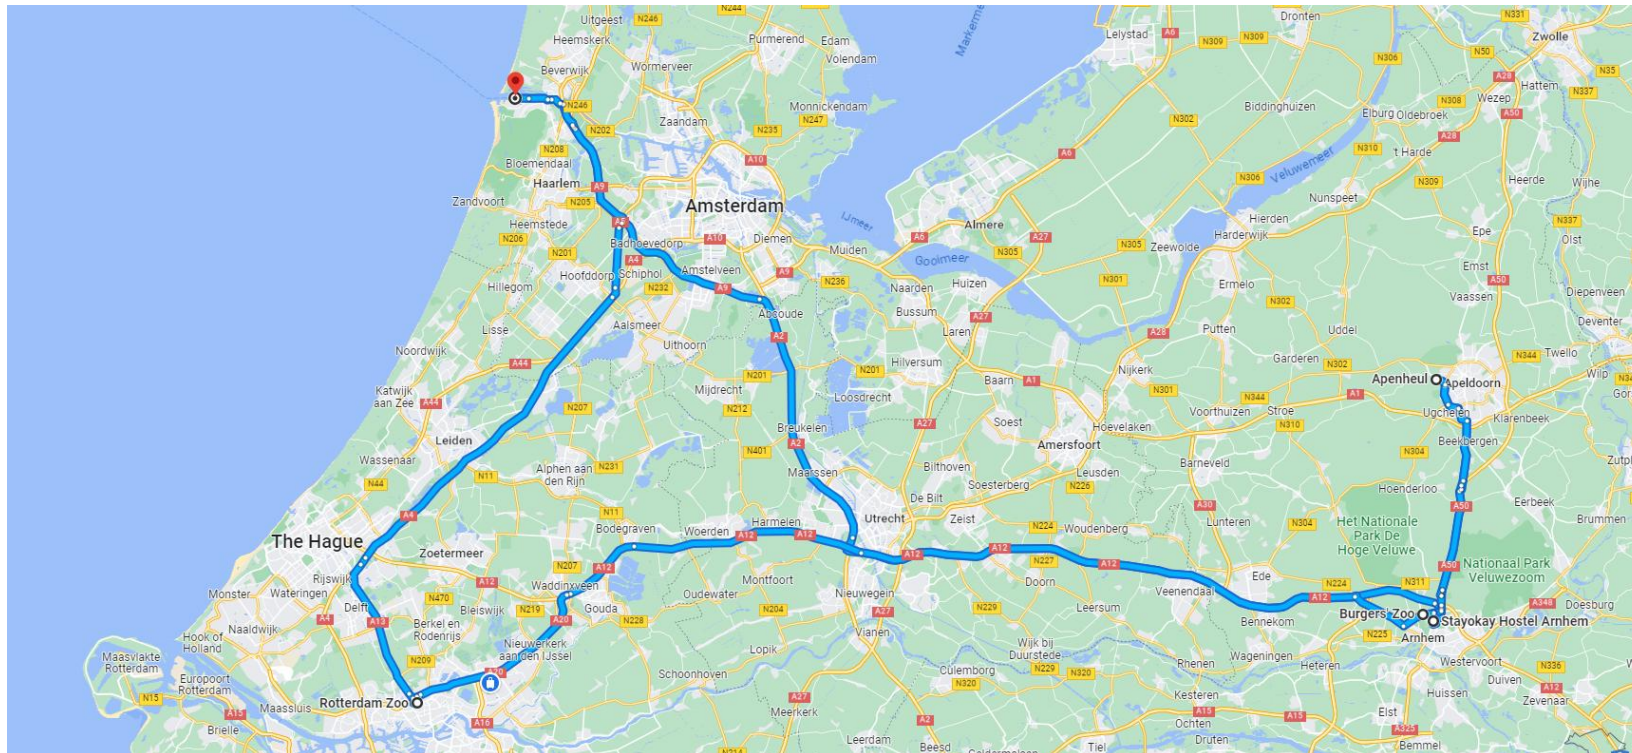 Uitgeest
N246
N244
Edam
Volendam
Purmerend
Heemskerk
Wormerveer
Beverwijk
Markermeer
Lelystad
A6
N309
N309
Dronten
N307
N331
Zwolle
N50
N35
Hattem
A28
N337
Wezep
N308
A50
N306
Biddinghuizen
Elburg
Oldebroek
A28
N302
N310
't Harde
N309
Heerde
Wijhe
N246
Zaandam
Monnickendam
N247
N235
N202
N208
Bloemendaal
A10
Haarlem
A9
N205
Zandvoort
Heemstede
N206
N201
Amsterdam
IJmeer
A6
Veluwemeer
N306
Nunspeet
Hierden
Harderwijk
N337
Olst
Epe
Badhoevedorp
A10
Diemen
Muiden
A6
Almere
A27
N305
N305
Zeewolde
Gooimeer
Emst
A50
Vaassen
Diepenveen
Hoofddorp
Schiphol
A4
Amstelveen
A9
N232
A9
N236
Naarden
Huizen
Bussum
N301
Ermelo
N302
Hillegom
Lisse
Aalsmeer
Abcoude
A27
Laren
A28
Putten
Uddel
Deventer
Uithoorn
A2
Noordwijk
A44
Hilversum
Garderen
N302
N344
Twello
Wilp
Nijkerk
N201
N201
Baarn
A1
Apenheul
Apeldoorn
Katwijk
aan Zee
A44
Mijdrecht
N301
N344
A1
Loosdrecht
Voorthuizen
Stroe
Ugchelen
Klarenbeek
N207
N212
Breukelen
A27
Soest
Hoevelaken
N310
Beekbergen
Leiden
A2
Amersfoort
N401
N304
Wassenaar
N11
N231
Alphen aan
den Rijn
Maarssen
Bilthoven
Leusden
Barneveld
Soesterberg
N226
N44
De Bilt
Hoenderloo
Eerbeek
A30
A50
A4
N11
Utrecht
Zeist
N224
Bodegraven
Woerden
Harmelen
Woudenberg
Lunteren
N304
Het Nationale
Park De
Hoge Veluwe
Brummen
The Hague
Zoetermeer
A12
A12
A12
A12
N227
A12
Nationaal Park
Veluwezoom
A50
N207
A12
Rijswijk
Wateringen
A12
Waddinxveen
Montfoort
Doorn
Ede
N224
N311
Monster
N470
Bleiswijk
N219
Gouda
Oudewater
Nieuwegein
Veenendaal
A12
A348
Doesburg
Delft
N204
N229
Leersum
Burgers' Zoo
Stayokay Hostel Arnhem
Naaldwijk
A4
A13
Berkel en
Rodenrijs
A20
N228
A27
Bennekom
N225
Arnhem
Hook of
Holland
Nieuwerkerk
aan den IJssel
Vianen
Wijk bij
Duurstede
Wageningen
Heteren
Westervoort
N336
Maasvlakte
Rotterdam
N209
Lopik
Rhenen
Duiven
Schoonhoven
Culemborg
N229
N320
Huissen
A12
Zevenaar
Europoort
Rotterdam
N15
Rotterdam Zoo
Maassluis
A16
A27
N320
Kesteren
Elst
A15
Meerkerk
A2
A15
Ochten
A15
A325
Brielle
Leerdam
Beesd
Tiel
Druten
Bemmel
N214